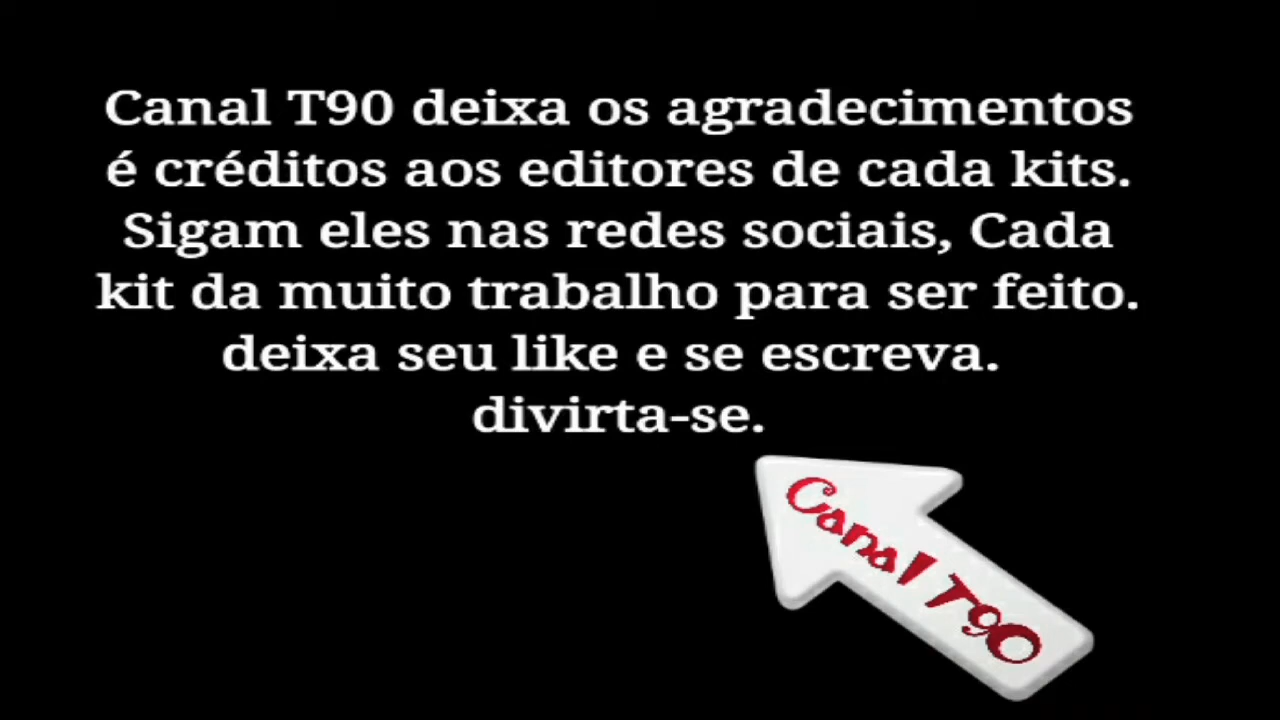 Canal T90 deixa os agradecimentos
é créditos aos editores de cada kits.
Sigam eles nas redes sociais, Cada
kit da muito trabalho para ser feito.
deixa seu like e se escreva.
divirta-se.
Canal T90